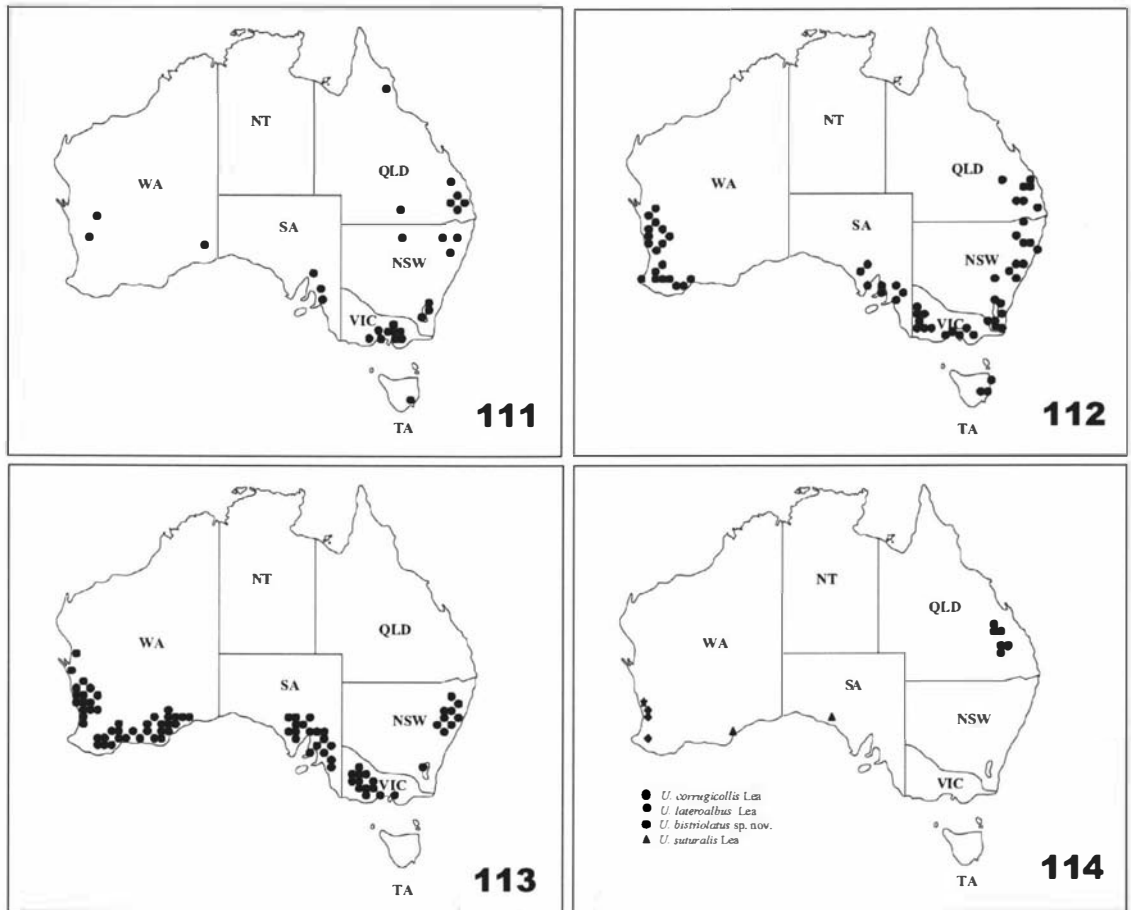 NT
QLD
WA
SA
NSW
VIC
TA
111
NT
QLD
WA
SA
NSW
VIC
TA
112
NT
WA
QLD
SA
NSW
VIC
TA
113
NT
QLD
WA
SA
NSW
VIC
U. corrugicollis Lea
U. lateroalbus Lea
U. bistriolatus sp. nov.
U. suturalis Lea
TA
114